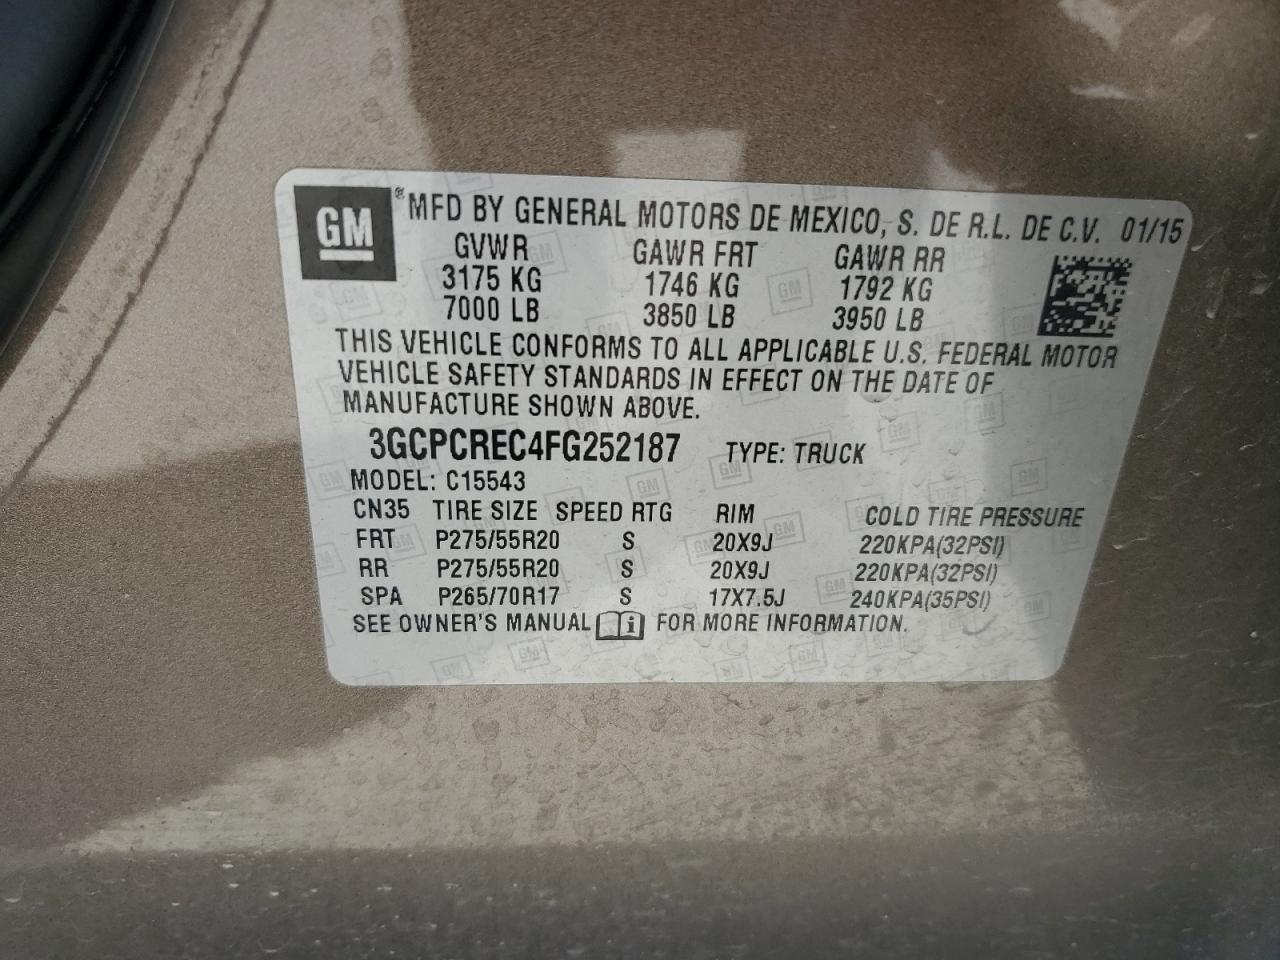 GM ® MFD BY GENERAL MOTORS DE MEXICO, S. DE R.L. DE C.V. 01/15
GVWR GAWR FRT GAWR RR
3175 KG 1746 KG 1792 KG
7000 LB 3850 LB 3950 LB
THIS VEHICLE CONFORMS TO ALL APPLICABLE U.S. FEDERAL MOTOR
VEHICLE SAFETY STANDARDS IN EFFECT ON THE DATE OF
MANUFACTURE SHOWN ABOVE.
3GCPCREC4FG252187 TYPE: TRUCK
MODEL: C15543
CN35 TIRE SIZE SPEED RTG RIM COLD TIRE PRESSURE
FRT P275/55R20 S 20X9J 220KPA(32PSI)
RR P275/55R20 S 20X9J 220KPA(32PSI)
SPA P265/70R17 S 17X7.5J 240KPA(35PSI)
SEE OWNER'S MANUAL i FOR MORE INFORMATION.